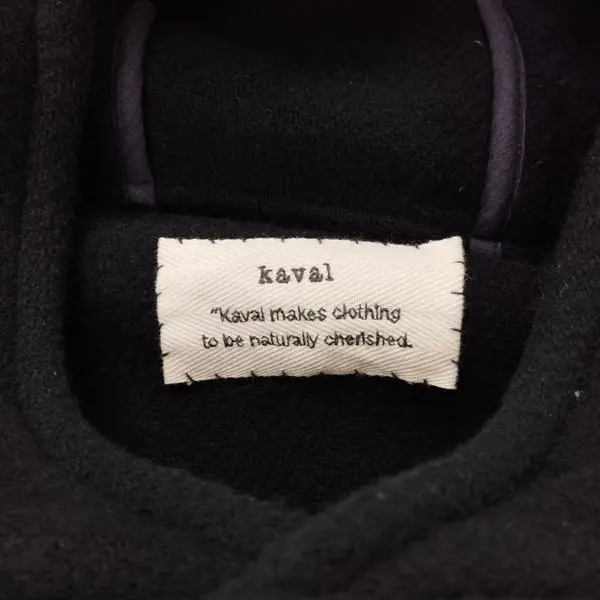 kaval
"Kaval makes clothing
to be naturally cherished.